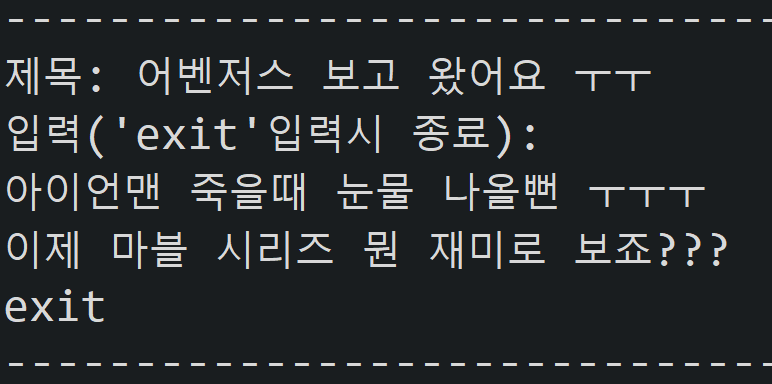 ------------------------------
제목: 어벤저스 보고 왔어요 ㅜㅜ
입력('exit'입력시 종료):
아이언맨 죽을때 눈물 나올뻔 ㅜㅜㅜ
이제 마블 시리즈 뭔 재미로 보죠???
exit
------------------------------